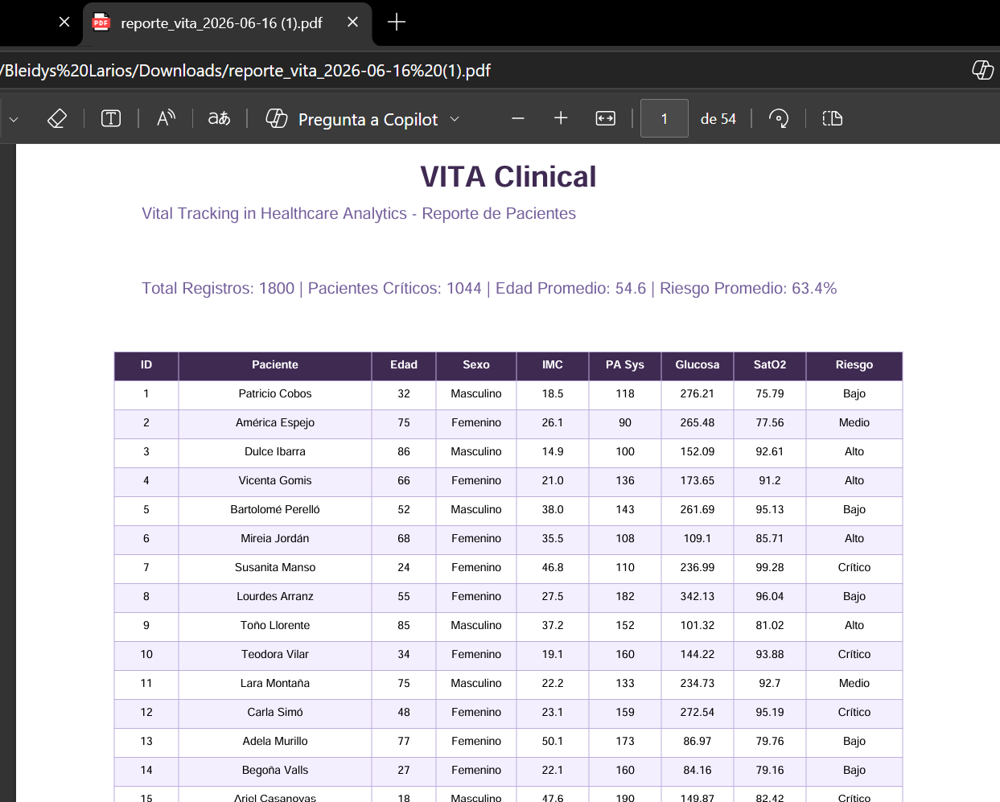 reporte_vita_2026-06-16 (1).pdf
/Bleidys%20Larios/Downloads/reporte_vita_2026-06-16%20(1).pdf
Pregunta a Copilot 1 de 54
VITA Clinical
Vital Tracking in Healthcare Analytics - Reporte de Pacientes
Total Registros: 1800 | Pacientes Críticos: 1044 | Edad Promedio: 54.6 | Riesgo Promedio: 63.4%
ID Paciente Edad Sexo IMC PA Sys Glucosa SatO2 Riesgo
1 Patricio Cobos 32 Masculino 18.5 118 276.21 75.79 Bajo
2 América Espejo 75 Femenino 26.1 90 265.48 77.56 Medio
3 Dulce Ibarra 86 Masculino 14.9 100 152.09 92.61 Alto
4 Vicenta Gomis 66 Femenino 21.0 136 173.65 91.2 Alto
5 Bartolomé Perelló 52 Masculino 38.0 143 261.69 95.13 Bajo
6 Mireia Jordán 68 Femenino 35.5 108 109.1 85.71 Alto
7 Susanita Manso 24 Femenino 46.8 110 236.99 99.28 Crítico
8 Lourdes Arranz 55 Femenino 27.5 182 342.13 96.04 Bajo
9 Toño Llorente 85 Masculino 37.2 152 101.32 81.02 Alto
10 Teodora Vilar 34 Femenino 19.1 160 144.22 93.88 Crítico
11 Lara Montaña 75 Masculino 22.2 133 234.73 92.7 Medio
12 Carla Simó 48 Femenino 23.1 159 272.54 95.19 Crítico
13 Adela Murillo 77 Femenino 50.1 173 86.97 79.76 Bajo
14 Begoña Valls 27 Femenino 22.1 160 84.16 79.16 Bajo
15 Ariel Casanovas 18 Masculino 47.6 190 149.87 82.42 Crítico